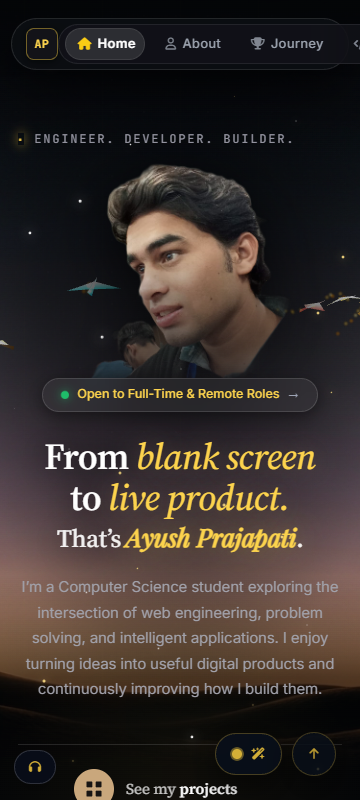 AP Home About Journey
ENGINEER. DEVELOPER. BUILDER.
Open to Full-Time & Remote Roles →
From blank screen
to live product.
That's Ayush Prajapati.
I'm a Computer Science student exploring the
intersection of web engineering, problem
solving, and intelligent applications. I enjoy
turning ideas into useful digital products and
continuously improving how I build them.
See my projects